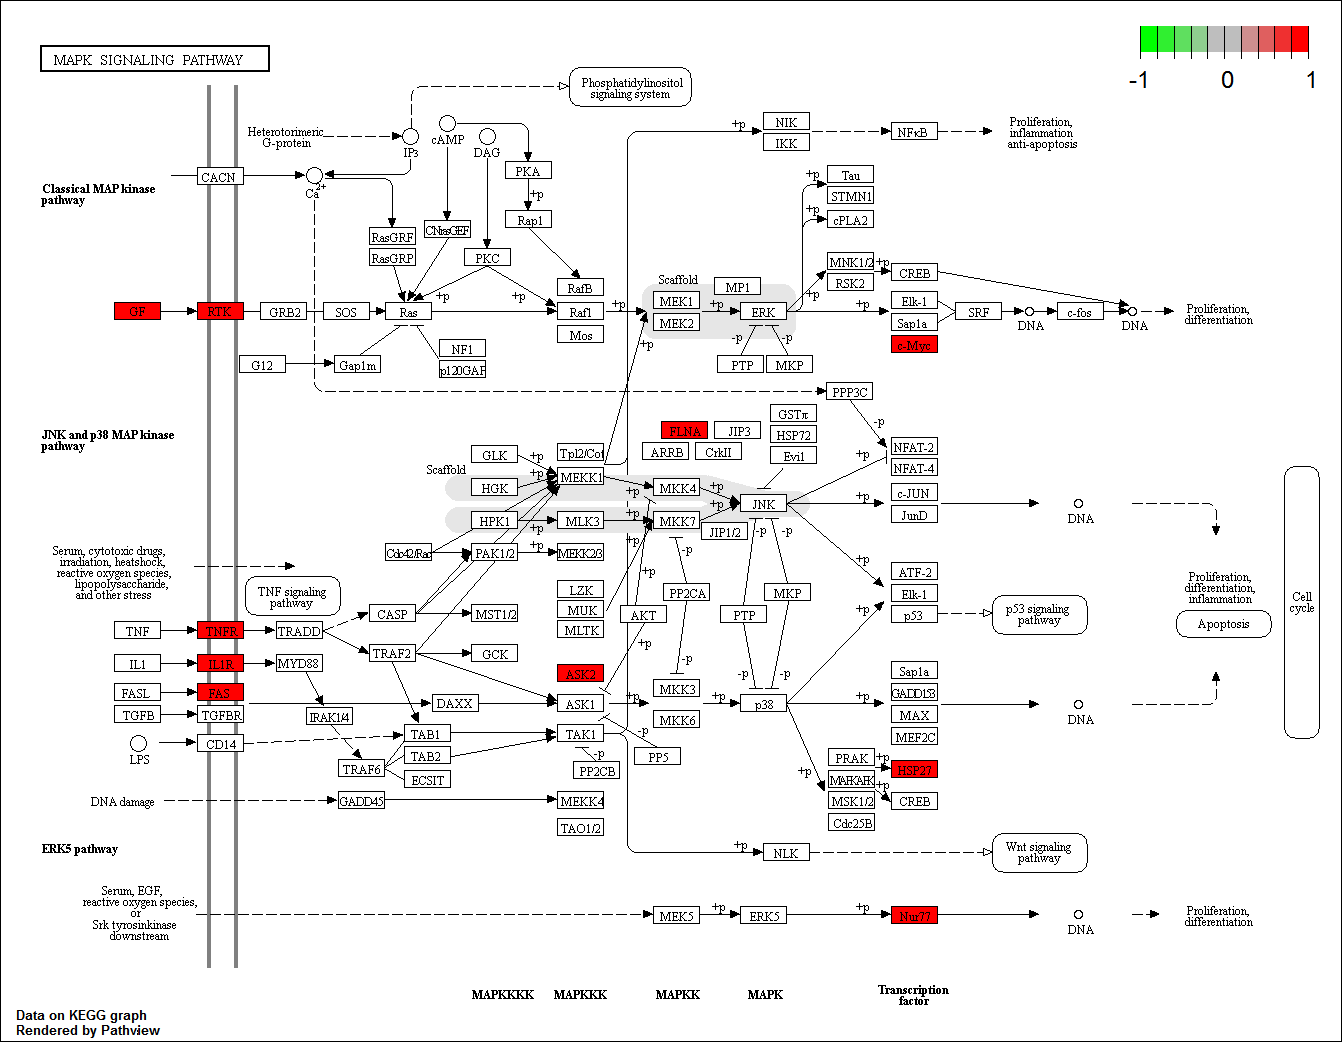 MAPK SIGNALING PATHWAY
-1
0
1
Phosphatidylinositol
signaling system
Heterotorimeric
G-protein
IP3
cAMP
DAG
+p
NIK
IKK
NFκB
Proliferation,
inflammation
anti-apoptosis
CACN
Ca2+
Classical MAP kinase
pathway
PKA
+p
Rap1
+p
Tau
STMN1
+p
cPLA2
RasGRF
RasGRP
CNrasGEF
PKC
RafB
Scaffold
MP1
MNK1/2
+p
RSK2
+p
CREB
GF
RTK
GRB2
SOS
Ras
+p
+p
Raf1
+p
MEK1
MEK2
+p
ERK
+p
Elk-1
Sap1a
SRF
DNA
c-fos
DNA
Proliferation,
differentiation
Mos
c-Myc
G12
Gap1m
NF1
p120GAP
+p
-p
-p
PTP
MKP
PPP3C
-p
JNK and p38 MAP kinase
pathway
FLNA
JIP3
GSTπ
HSP72
Evi1
ARRB
CrkII
NFAT-2
NFAT-4
Scaffold
GLK
HGK
HPK1
+p
+p
+p
+p
Tpl2/Cot
MEKK1
MLK3
MEKK2/3
+p
+p
+p
+p
MKK4
MKK7
+p
+p
JNK
JIP1/2
+p
+p
c-JUN
JunD
DNA
Cdc42/Rac
PAK1/2
Serum, cytotoxic drugs,
irradiation, heatshock,
reactive oxygen species,
lipopolysaccharide,
and other stress
TNF signaling
pathway
LZK
MUK
MLTK
+p
AKT
+p
-p
PP2CA
-p
-p
-p
PTP
MKP
-p
-p
+p
+p
ATF-2
Elk-1
p53
p53 signaling
pathway
Proliferation,
differentiation,
inflammation
Apoptosis
Cell
cycle
TNF
TNFR
TRADD
CASP
MST1/2
IL1
IL1R
MYD88
TRAF2
GCK
ASK2
FASL
FAS
TGFB
TGFBR
IRAK1/4
DAXX
ASK1
+p
MKK3
MKK6
+p
p38
+p
Sap1a
GADD153
MAX
MEF2C
DNA
LPS
CD14
TAB1
TAB2
ECSIT
TRAF6
TAK1
-p
-p
PP2CB
PP5
+p
PRAK
+p
MAPKAPK
+p
MSK1/2
Cdc25B
HSP27
CREB
DNA damage
GADD45
MEKK4
TAO1/2
ERK5 pathway
+p
NLK
Wnt signaling
pathway
Serum, EGF,
reactive oxygen species,
or
Srk tyrosinkinase
downstream
MEK5
+p
ERK5
+p
Nur77
DNA
Proliferation,
differentiation
MAPKKKK
MAPKKK
MAPKK
MAPK
Transcription
factor
Data on KEGG graph
Rendered by Pathview